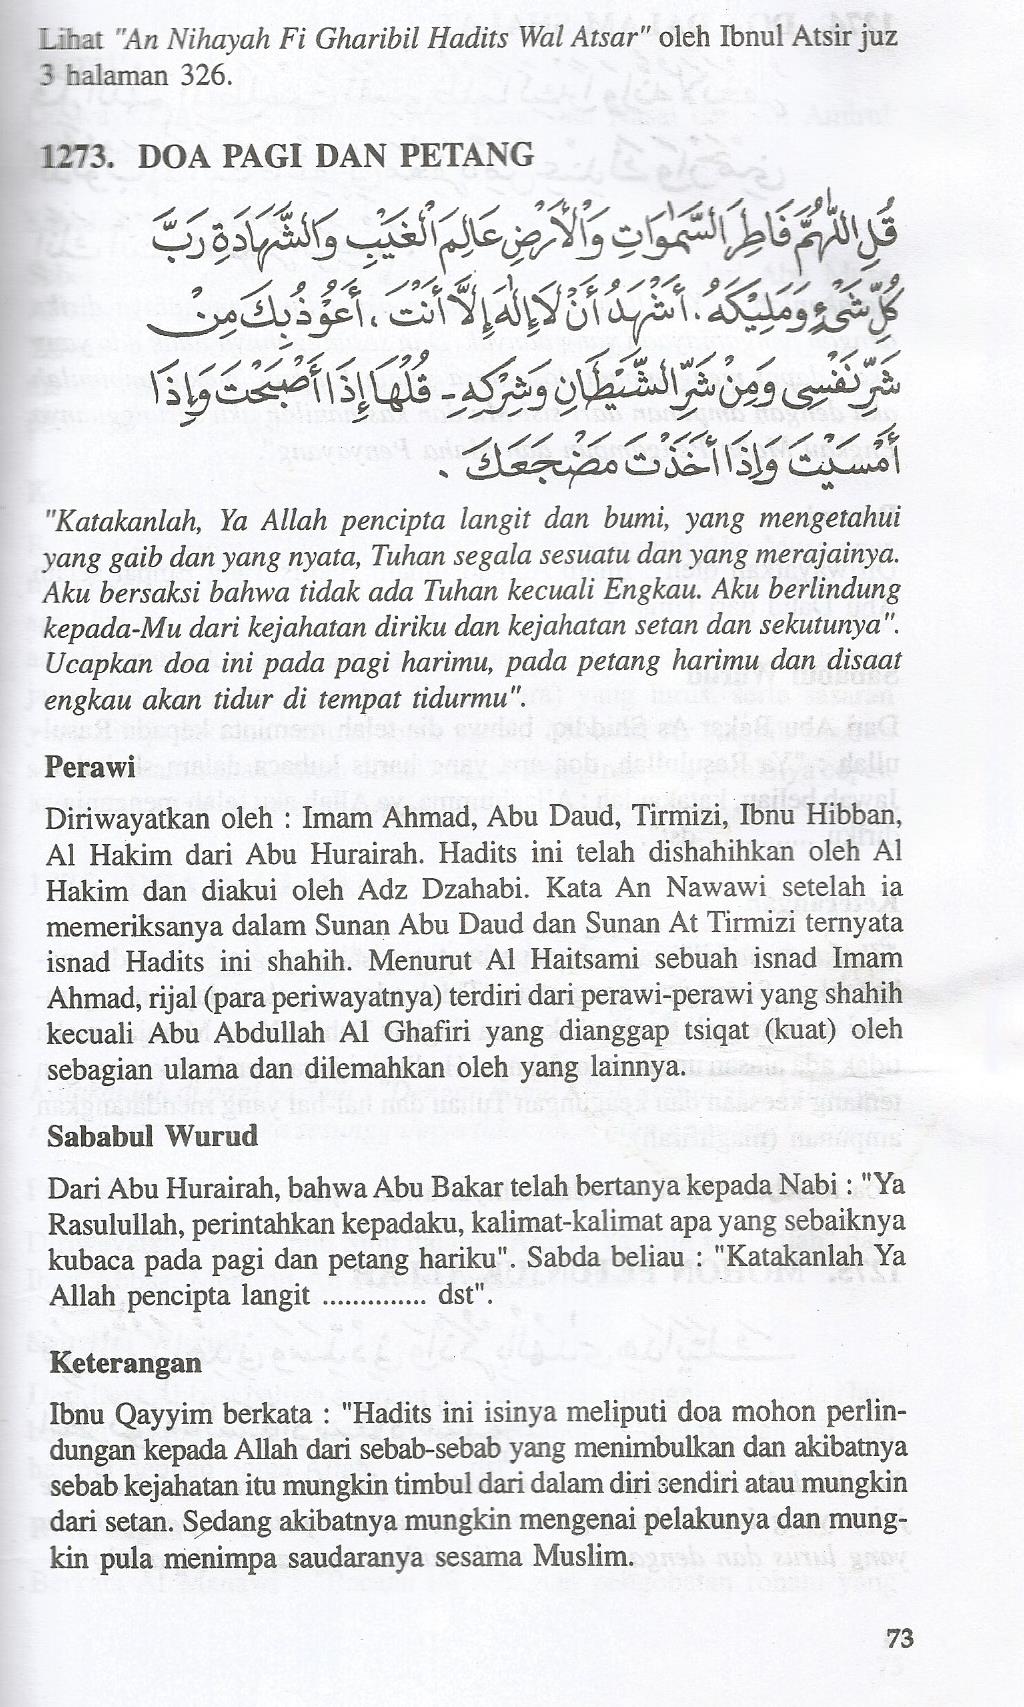 Lihat "An Nihayah Fi Gharibil Hadits Wal Atsar" oleh Ibnul Atsir juz
3 halaman 326.
1273. DOA PAGI DAN PETANG
قُلِ اللّٰهُمَّ فَاطِرَ السَّمٰوَاتِ وَالْأَرْضِ عَالِمَ الْغَيْبِ وَالشَّهَادَةِ رَبَّ
كُلِّ شَيْءٍ وَمَلِيْكَهُ. أَشْهَدُ أَنْ لَا إِلٰهَ إِلَّا أَنْتَ ، أَعُوْذُ بِكَ مِنْ
شَرِّ نَفْسِى وَمِنْ شَرِّ الشَّيْطَانِ وَشِرْكِهِ - قُلْهَا إِذَا أَصْبَحْتَ وَإِذَا
أَمْسَيْتَ وَإِذَا أَخَذْتَ مَضْجَعَكَ .
"Katakanlah, Ya Allah pencipta langit dan bumi, yang mengetahui
yang gaib dan yang nyata, Tuhan segala sesuatu dan yang merajainya.
Aku bersaksi bahwa tidak ada Tuhan kecuali Engkau. Aku berlindung
kepada-Mu dari kejahatan diriku dan kejahatan setan dan sekutunya".
Ucapkan doa ini pada pagi harimu, pada petang harimu dan disaat
engkau akan tidur di tempat tidurmu".
Perawi
Diriwayatkan oleh : Imam Ahmad, Abu Daud, Tirmizi, Ibnu Hibban,
Al Hakim dari Abu Hurairah. Hadits ini telah dishahihkan oleh Al
Hakim dan diakui oleh Adz Dzahabi. Kata An Nawawi setelah ia
memeriksanya dalam Sunan Abu Daud dan Sunan At Tirmizi ternyata
isnad Hadits ini shahih. Menurut Al Haitsami sebuah isnad Imam
Ahmad, rijal (para periwayatnya) terdiri dari perawi-perawi yang shahih
kecuali Abu Abdullah Al Ghafiri yang dianggap tsiqat (kuat) oleh
sebagian ulama dan dilemahkan oleh yang lainnya.
Sababul Wurud
Dari Abu Hurairah, bahwa Abu Bakar telah bertanya kepada Nabi : "Ya
Rasulullah, perintahkan kepadaku, kalimat-kalimat apa yang sebaiknya
kubaca pada pagi dan petang hariku". Sabda beliau : "Katakanlah Ya
Allah pencipta langit .............. dst".
Keterangan
Ibnu Qayyim berkata : "Hadits ini isinya meliputi doa mohon perlin-
dungan kepada Allah dari sebab-sebab yang menimbulkan dan akibatnya
sebab kejahatan itu mungkin timbul dari dalam diri sendiri atau mungkin
dari setan. Sedang akibatnya mungkin mengenai pelakunya dan mung-
kin pula menimpa saudaranya sesama Muslim.
73